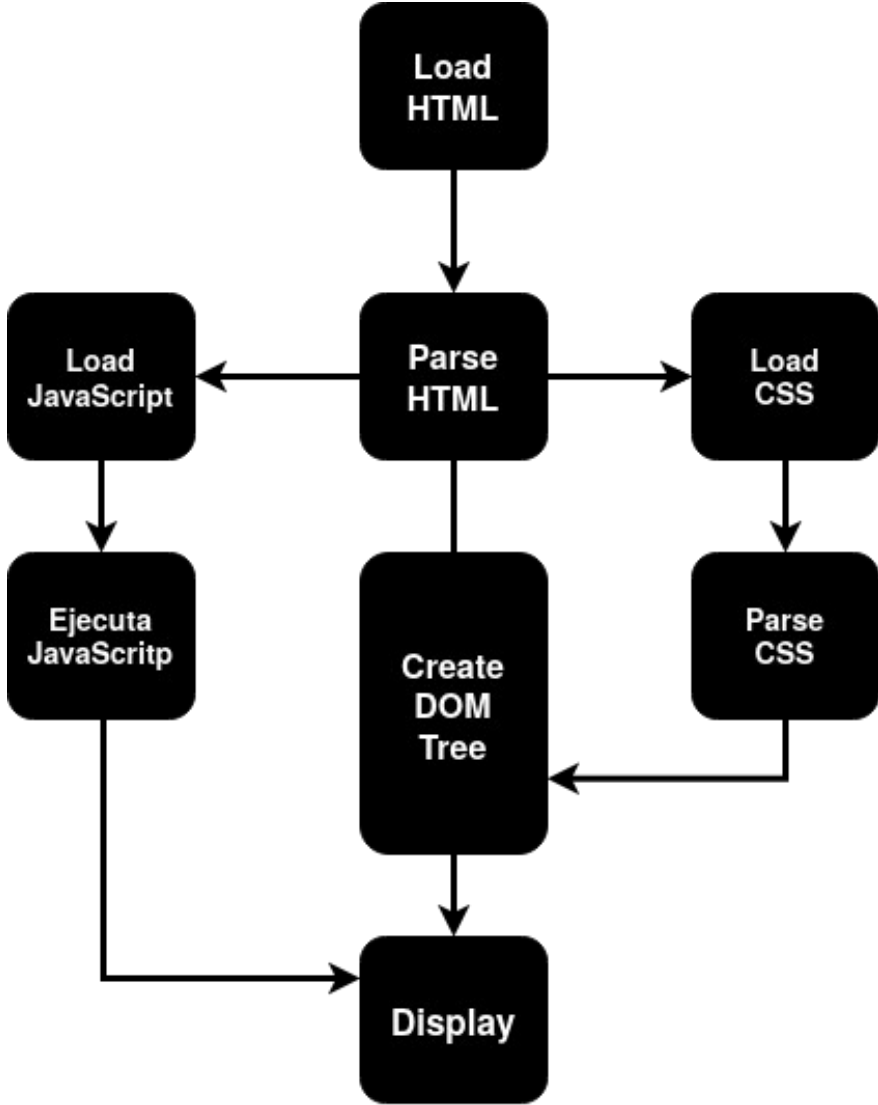 Load
HTML
Load
JavaScript
Parse
HTML
Load
CSS
Ejecuta
JavaScritp
Create
DOM
Tree
Parse
CSS
Display